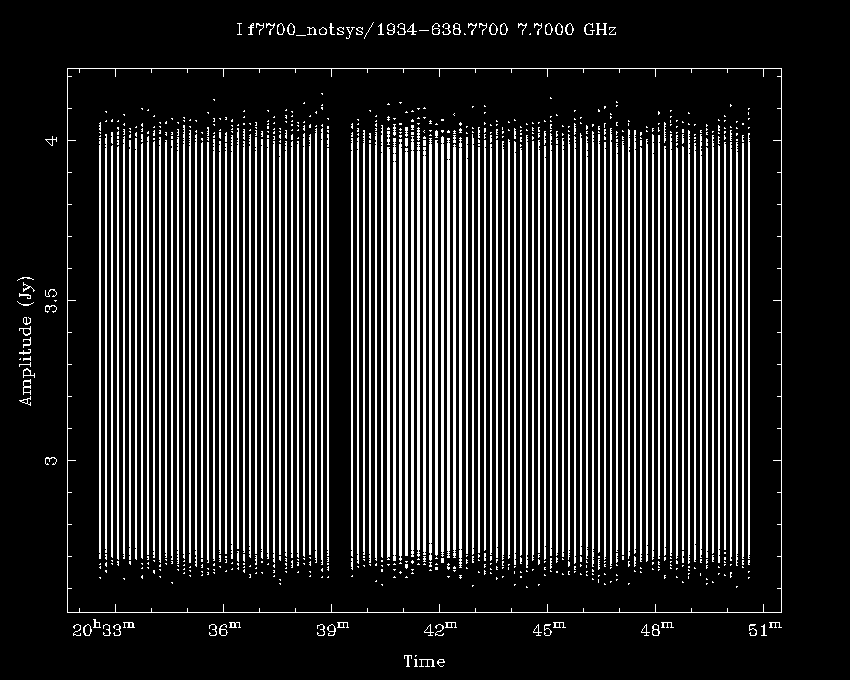 I f7700_notsys/1934−638.7700 7.7000 GHz
4
3.5
3
Amplitude (Jy)
20ʰ33ᵐ 36ᵐ 39ᵐ 42ᵐ 45ᵐ 48ᵐ 51ᵐ
Time